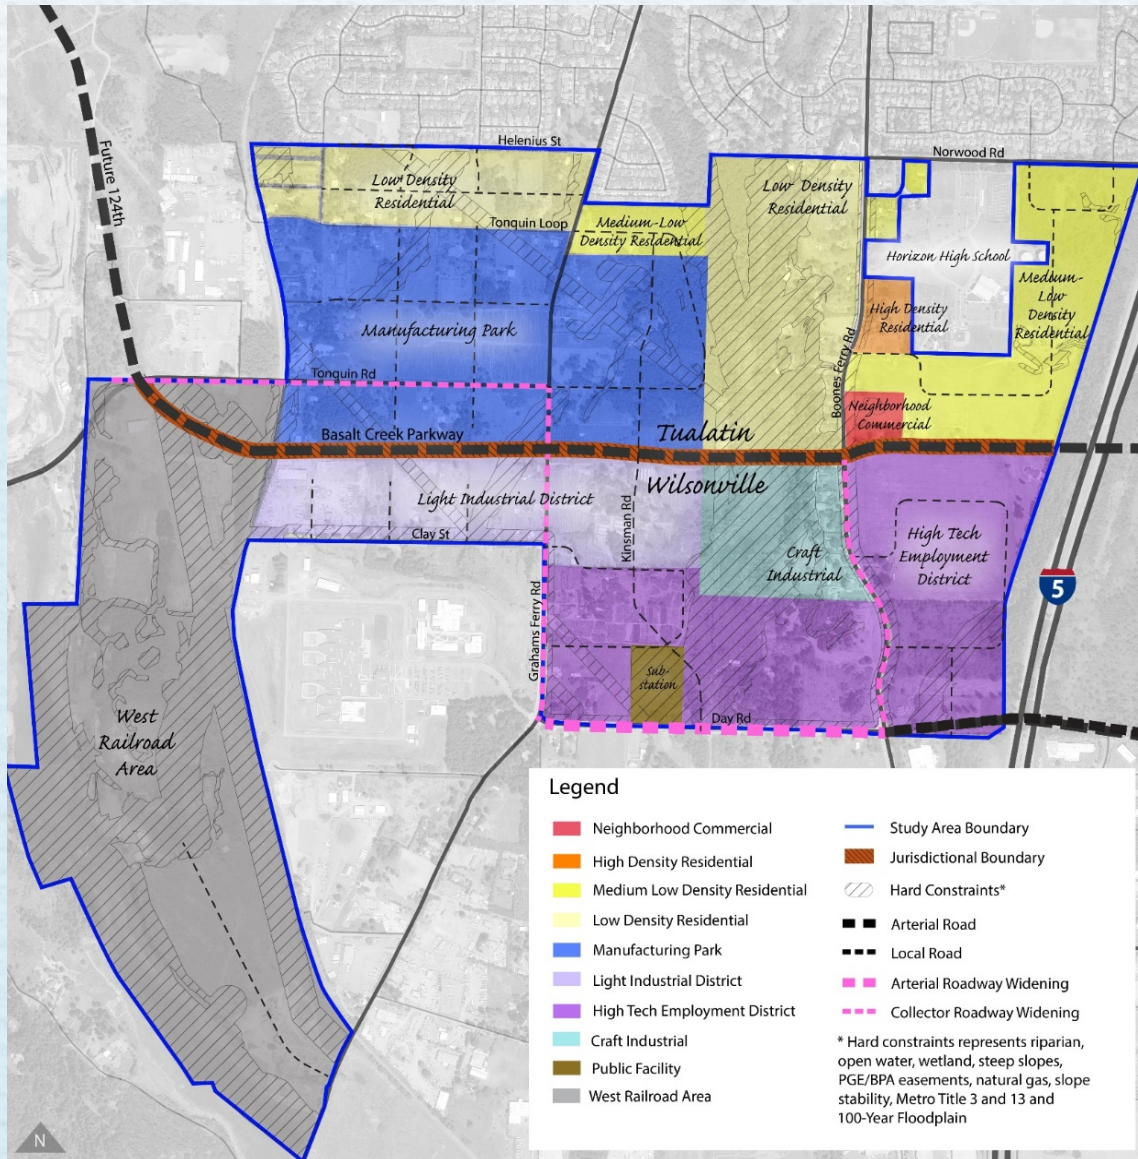 Helenius St
Norwood Rd
Future 124th
Low Density
Residential
Low Density
Residential
Tonquin Loop
Medium-Low
Density Residential
Horizon High School
Medium-
Low
Density
Residential
High Density
Residential
Manufacturing Park
Boones Ferry Rd
Tonquin Rd
Neighborhood
Commercial
Basalt Creek Parkway
Tualatin
Wilsonville
Light Industrial District
Kinsman Rd
Clay St
High Tech
Employment
District
Craft
Industrial
5
Grahams Ferry Rd
Sub-
station
West
Railroad
Area
Day Rd
Legend
Neighborhood Commercial
High Density Residential
Medium Low Density Residential
Low Density Residential
Manufacturing Park
Light Industrial District
High Tech Employment District
Craft Industrial
Public Facility
West Railroad Area
Study Area Boundary
Jurisdictional Boundary
Hard Constraints*
Arterial Road
Local Road
Arterial Roadway Widening
Collector Roadway Widening
* Hard constraints represents riparian,
open water, wetland, steep slopes,
PGE/BPA easements, natural gas, slope
stability, Metro Title 3 and 13 and
100-Year Floodplain
N